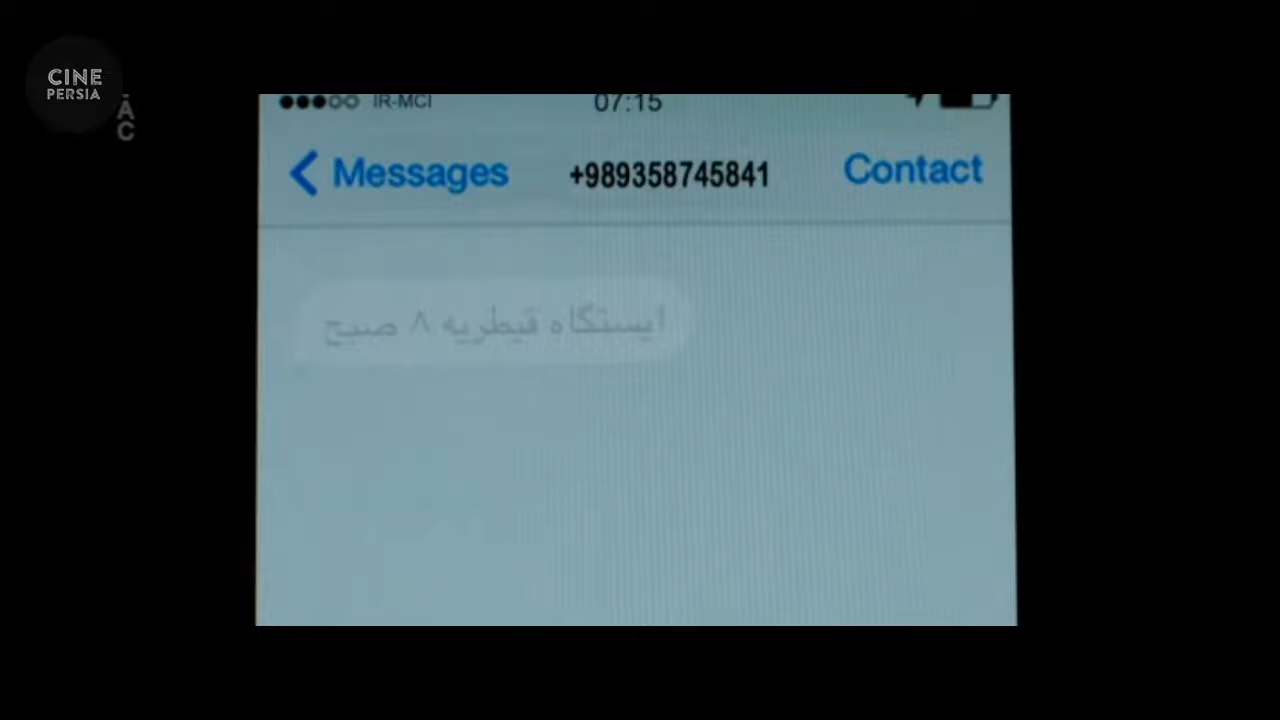 CINE
PERSIA
IR-MCI
07:15
Messages
+989358745841
Contact
ایستگاه قیطریه ۸ صبح